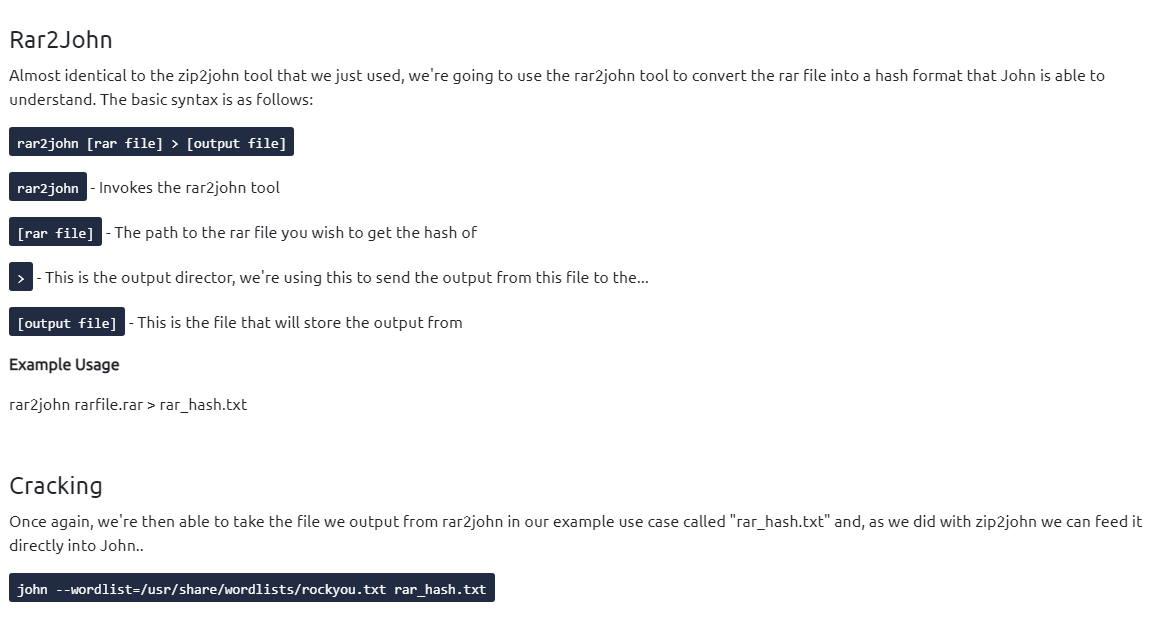 Rar2John
Almost identical to the zip2john tool that we just used, we're going to use the rar2john tool to convert the rar file into a hash format that John is able to
understand. The basic syntax is as follows:
rar2john [rar file] > [output file]
rar2john - Invokes the rar2john tool
[rar file] - The path to the rar file you wish to get the hash of
> - This is the output director, we're using this to send the output from this file to the...
[output file] - This is the file that will store the output from
Example Usage
rar2john rarfile.rar > rar_hash.txt
Cracking
Once again, we're then able to take the file we output from rar2john in our example use case called "rar_hash.txt" and, as we did with zip2john we can feed it
directly into John..
john --wordlist=/usr/share/wordlists/rockyou.txt rar_hash.txt